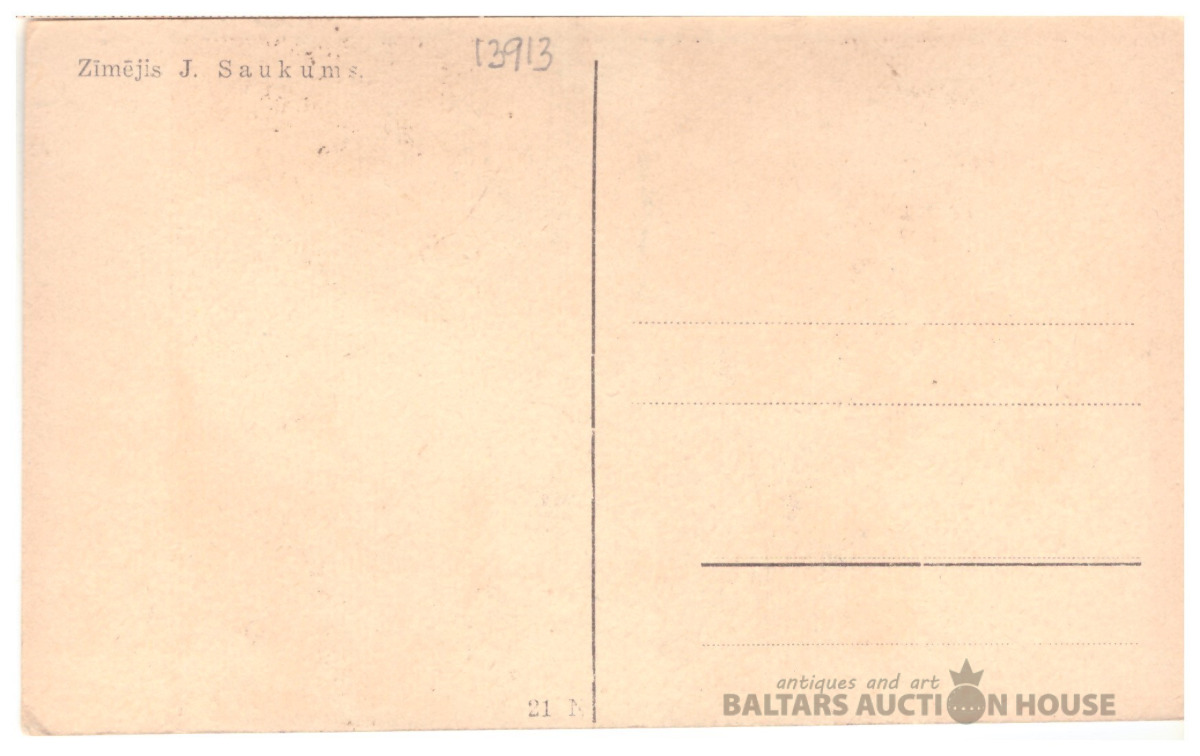 13913
Zīmējis J. Saukums.
21 N
antiques and art
BALTARS AUCTION HOUSE